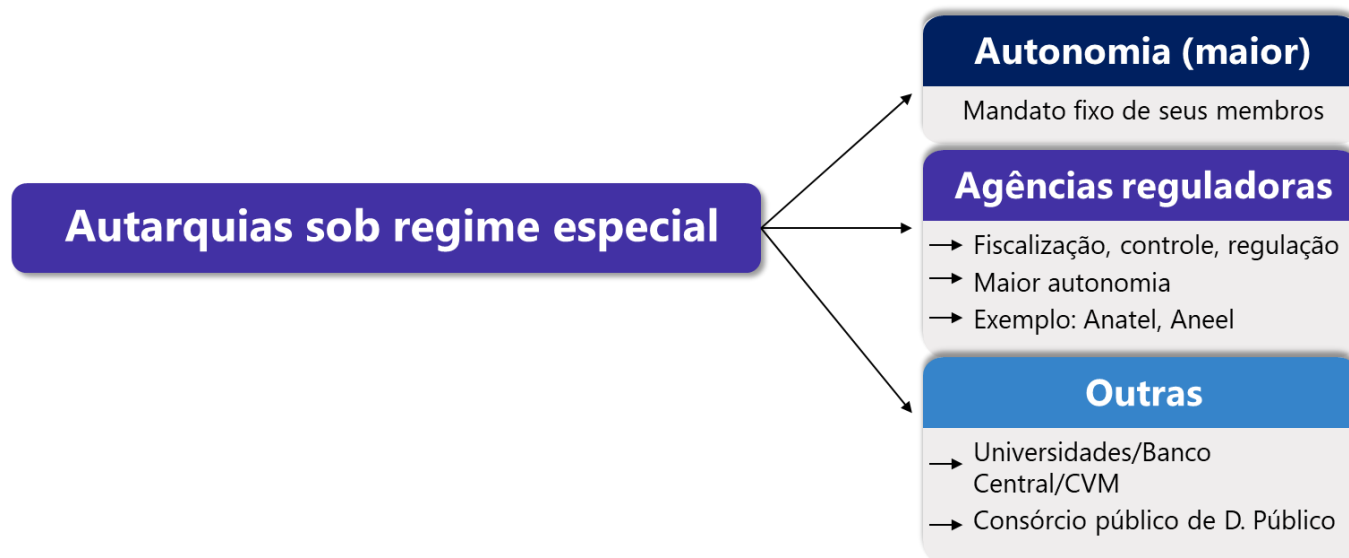 Autarquias sob regime especial
Autonomia (maior)
Mandato fixo de seus membros
Agências reguladoras
Fiscalização, controle, regulação
Maior autonomia
Exemplo: Anatel, Aneel
Outras
Universidades/Banco
Central/CVM
Consórcio público de D. Público